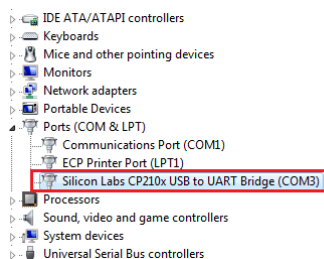 IDE ATA/ATAPI controllers
Keyboards
Mice and other pointing devices
Monitors
Network adapters
Portable Devices
Ports (COM & LPT)
Communications Port (COM1)
ECP Printer Port (LPT1)
Silicon Labs CP210x USB to UART Bridge (COM3)
Processors
Sound, video and game controllers
System devices
Universal Serial Bus controllers